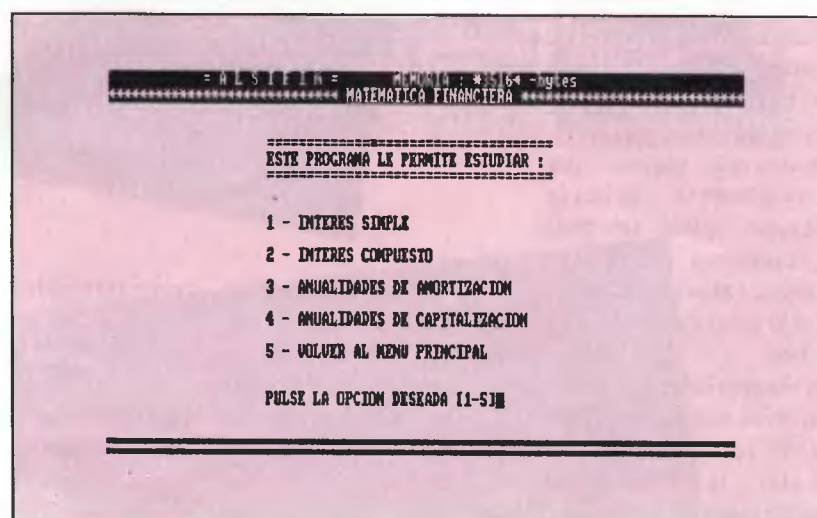 = A L S I F I N = MEMORIA : *3516* -bytes
MATEMATICA FINANCIERA
ESTE PROGRAMA LE PERMITE ESTUDIAR :
1 - INTERES SIMPLE
2 - INTERES COMPUESTO
3 - ANUALIDADES DE AMORTIZACION
4 - ANUALIDADES DE CAPITALIZACION
5 - VOLVER AL MENU PRINCIPAL
PULSE LA OPCION DESEADA [1-5]